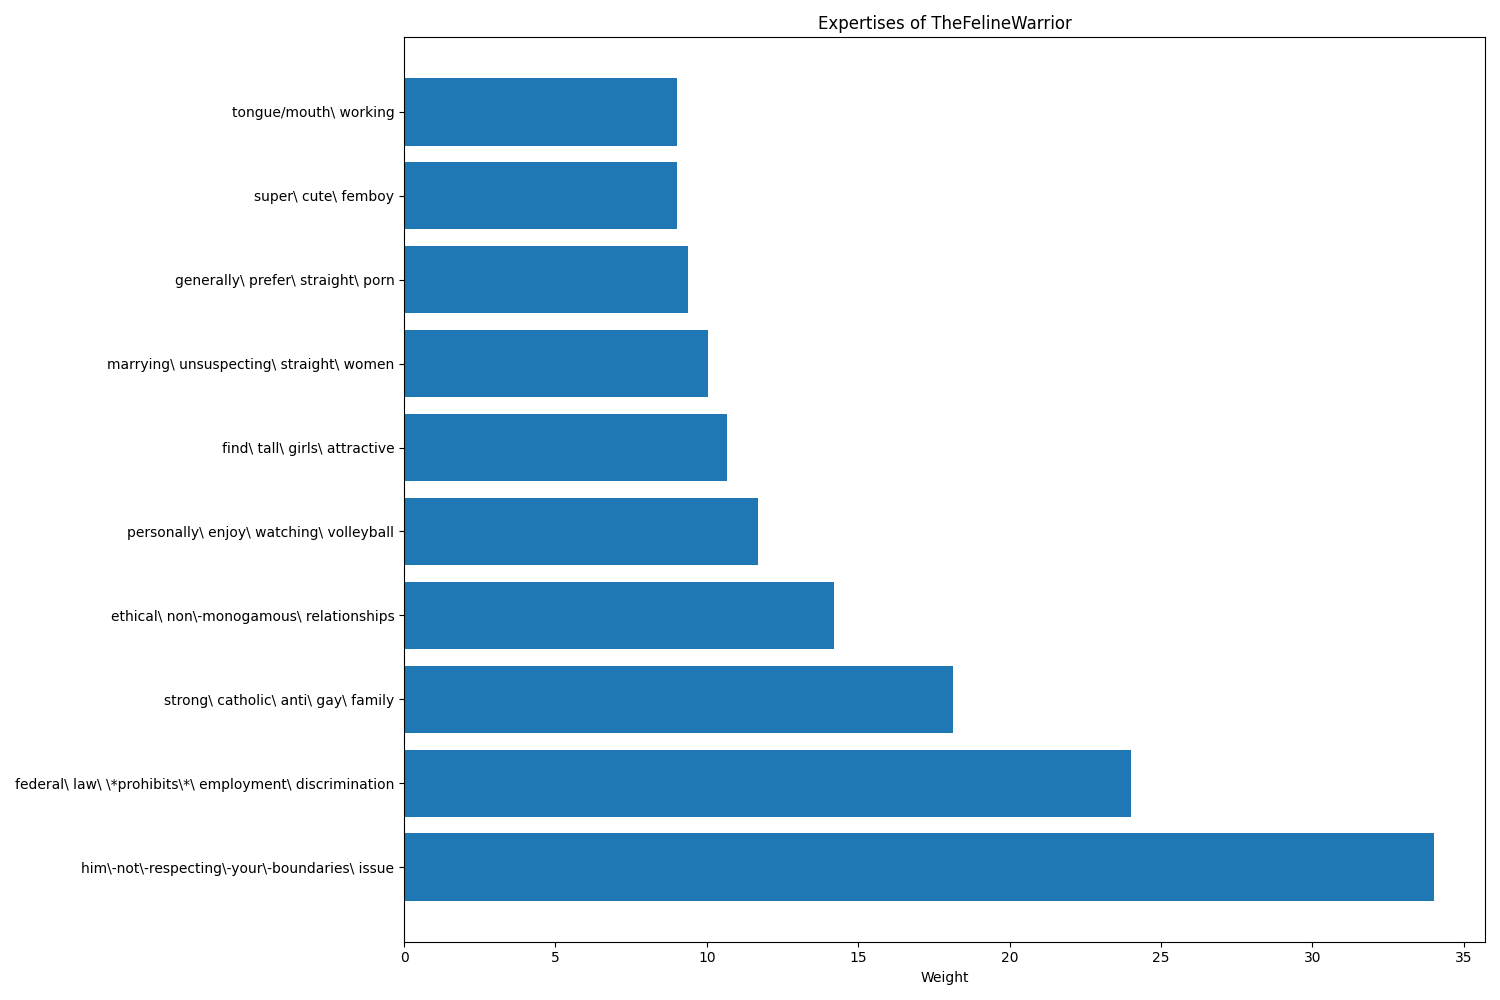 Expertises of TheFelineWarrior
tongue/mouth\ working
super\ cute\ femboy
generally\ prefer\ straight\ porn
marrying\ unsuspecting\ straight\ women
find\ tall\ girls\ attractive
personally\ enjoy\ watching\ volleyball
ethical\ non\-monogamous\ relationships
strong\ catholic\ anti\ gay\ family
federal\ law\ \*prohibits\*\ employment\ discrimination
him\-not\-respecting\-your\-boundaries\ issue
0 5 10 15 20 25 30 35
Weight